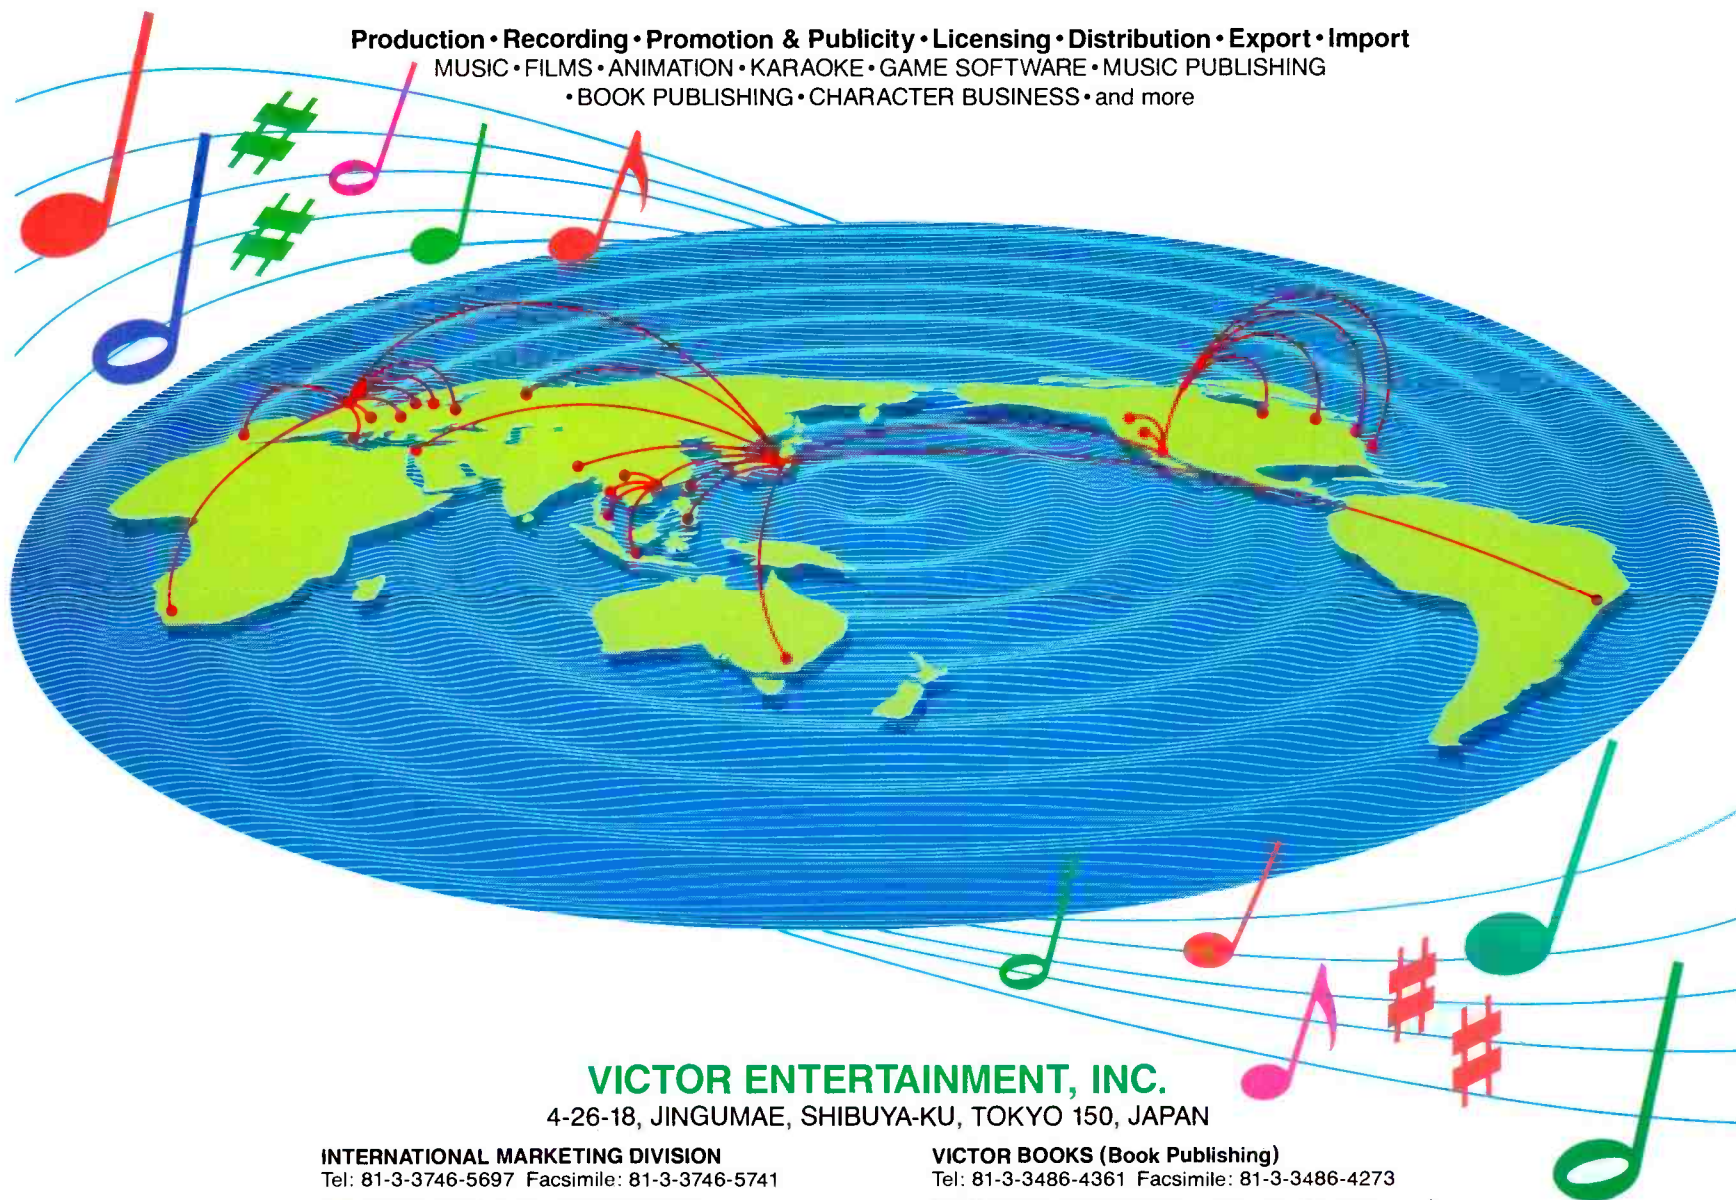 Production • Recording • Promotion & Publicity • Licensing • Distribution • Export • Import
MUSIC • FILMS • ANIMATION • KARAOKE • GAME SOFTWARE • MUSIC PUBLISHING
• BOOK PUBLISHING • CHARACTER BUSINESS • and more
VICTOR ENTERTAINMENT, INC.
4-26-18, JINGUMAE, SHIBUYA-KU, TOKYO 150, JAPAN
INTERNATIONAL MARKETING DIVISION
Tel: 81-3-3746-5697 Facsimile: 81-3-3746-5741
VICTOR BOOKS (Book Publishing)
Tel: 81-3-3486-4361 Facsimile: 81-3-3486-4273